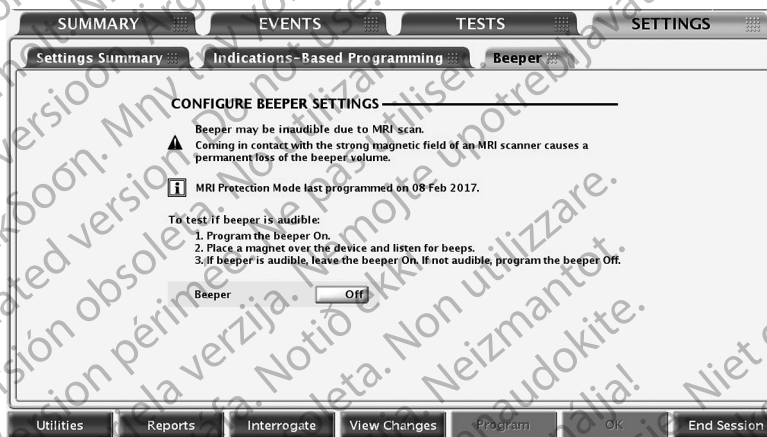 SUMMARY EVENTS TESTS SETTINGS
Settings Summary Indications-Based Programming Beeper
CONFIGURE BEEPER SETTINGS
Beeper may be inaudible due to MRI scan.
Coming in contact with the strong magnetic field of an MRI scanner causes a
permanent loss of the beeper volume.
MRI Protection Mode last programmed on 08 Feb 2017.
To test if beeper is audible:
1. Program the beeper On.
2. Place a magnet over the device and listen for beeps.
3. If beeper is audible, leave the beeper On. If not audible, program the beeper Off.
Beeper Off
Utilities Reports Interrogate View Changes Program OK End Session